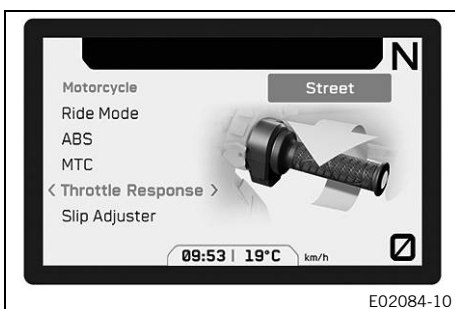 N
Motorcycle Street
Ride Mode
ABS
MTC
< Throttle Response >
Slip Adjuster
09:53 | 19°C km/h
E02084-10